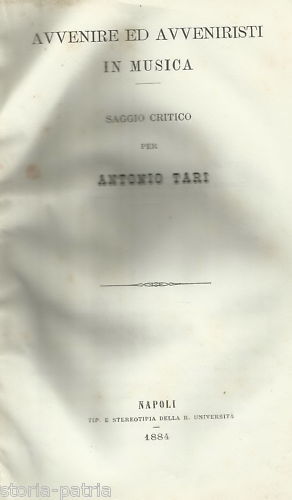 AVVENIRE ED AVVENIRISTI
IN MUSICA
SAGGIO CRITICO
PER
ANTONIO TARI
NAPOLI
TIP. E STEREOTIPIA DELLA R. UNIVERSITÀ
1884
storia-patria